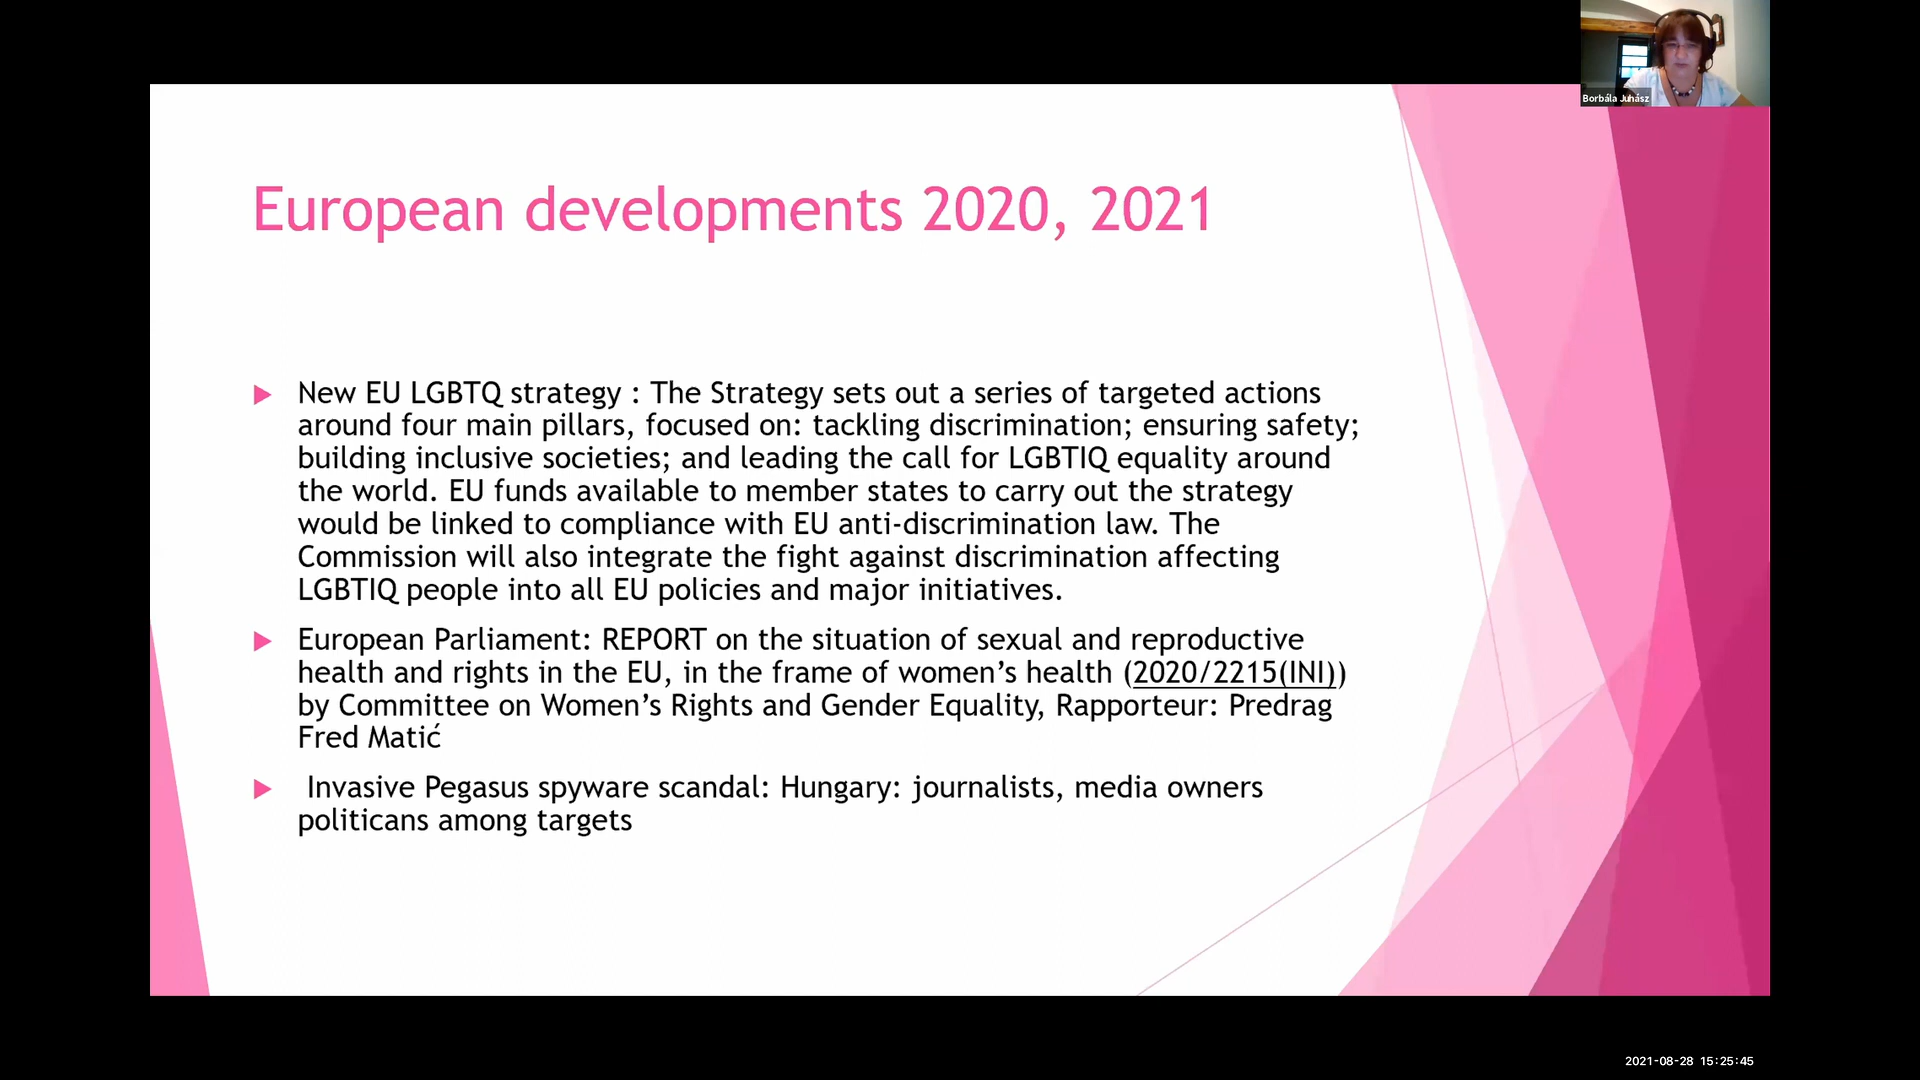 Borbála Juhász
European developments 2020, 2021
New EU LGBTQ strategy : The Strategy sets out a series of targeted actions
around four main pillars, focused on: tackling discrimination; ensuring safety;
building inclusive societies; and leading the call for LGBTIQ equality around
the world. EU funds available to member states to carry out the strategy
would be linked to compliance with EU anti-discrimination law. The
Commission will also integrate the fight against discrimination affecting
LGBTIQ people into all EU policies and major initiatives.
European Parliament: REPORT on the situation of sexual and reproductive
health and rights in the EU, in the frame of women’s health (2020/2215(INI))
by Committee on Women’s Rights and Gender Equality, Rapporteur: Predrag
Fred Matić
Invasive Pegasus spyware scandal: Hungary: journalists, media owners
politicans among targets
2021-08-28 15:25:45